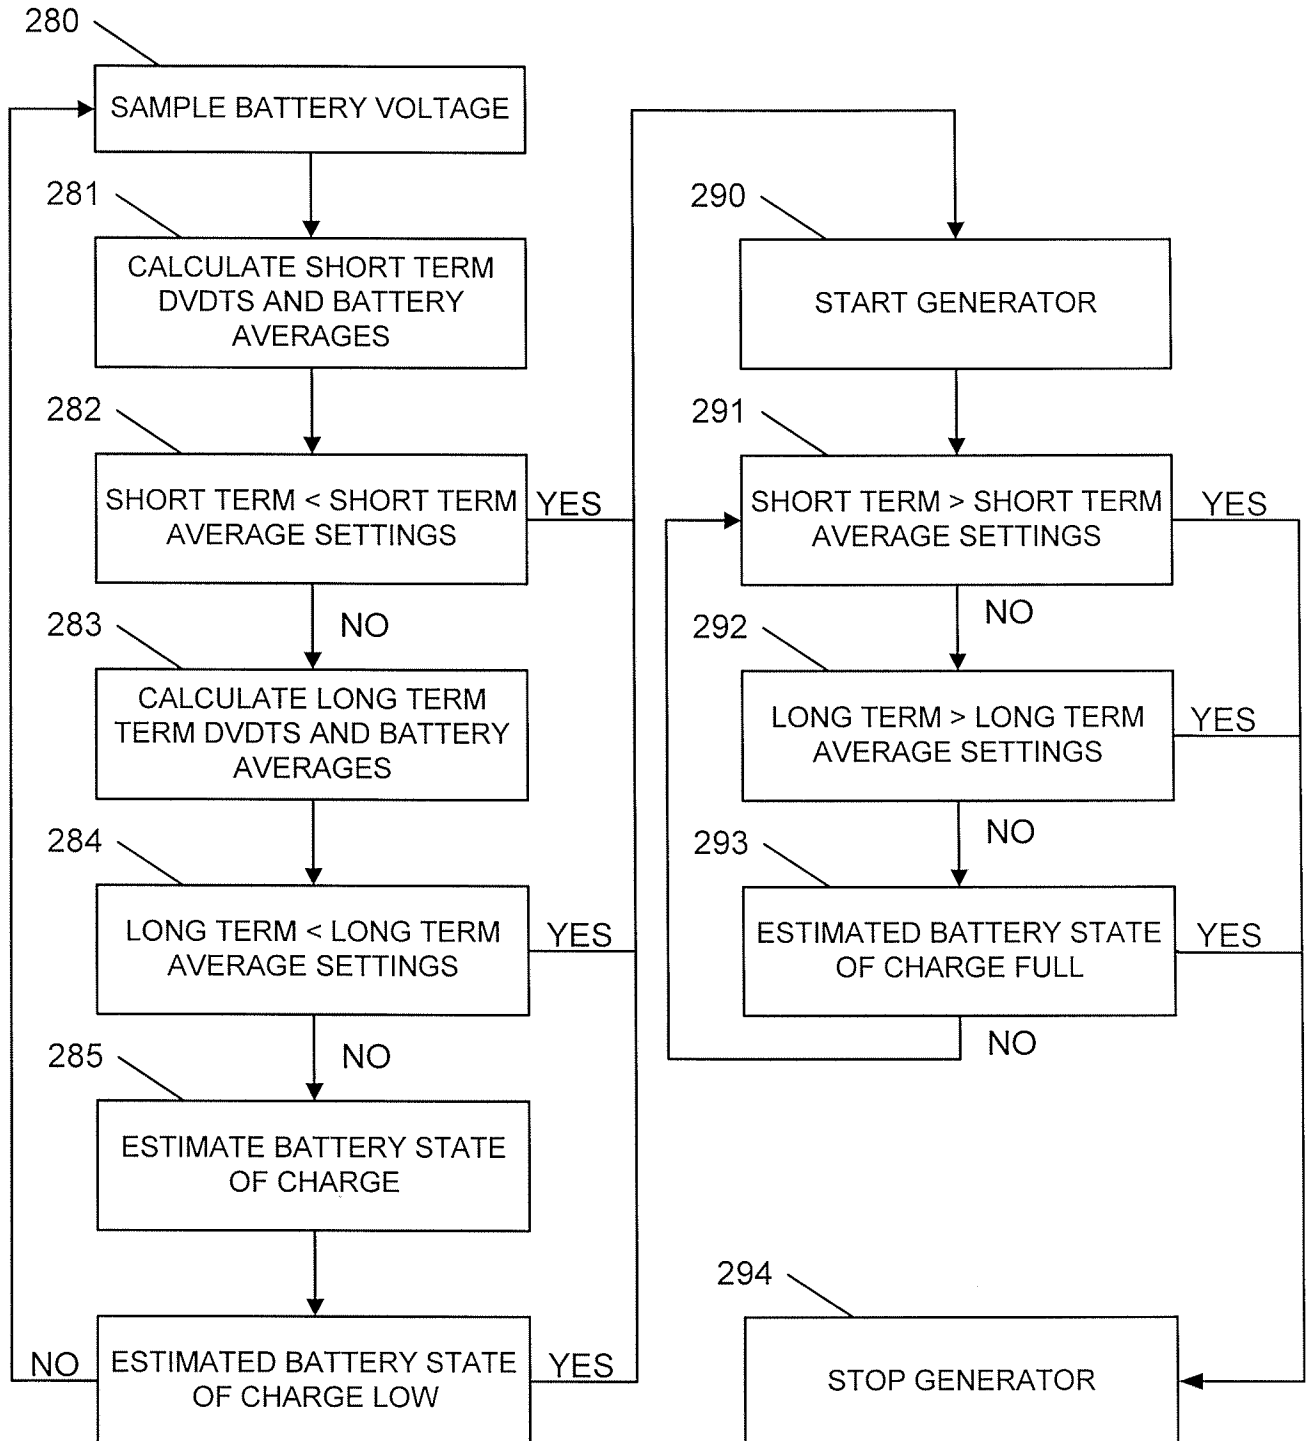 280
SAMPLE BATTERY VOLTAGE
281
CALCULATE SHORT TERM
DVDTS AND BATTERY
AVERAGES
282
SHORT TERM < SHORT TERM
AVERAGE SETTINGS
YES
NO
283
CALCULATE LONG TERM
TERM DVDTS AND BATTERY
AVERAGES
284
LONG TERM < LONG TERM
AVERAGE SETTINGS
YES
NO
285
ESTIMATE BATTERY STATE
OF CHARGE
NO
ESTIMATED BATTERY STATE
OF CHARGE LOW
YES
290
START GENERATOR
291
SHORT TERM > SHORT TERM
AVERAGE SETTINGS
YES
NO
292
LONG TERM > LONG TERM
AVERAGE SETTINGS
YES
NO
293
ESTIMATED BATTERY STATE
OF CHARGE FULL
YES
NO
294
STOP GENERATOR